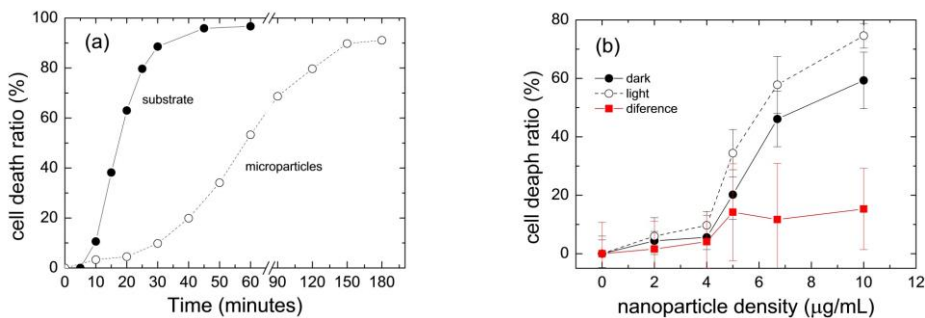 (a)
cell death ratio (%)
100
80
60
40
20
0
substrate
microparticles
0 10 20 30 40 50 60 90 120 150 180
Time (minutes)
(b)
cell deaph ratio (%)
80
60
40
20
0
dark
light
diference
0 2 4 6 8 10 12
nanoparticle density (µg/mL)